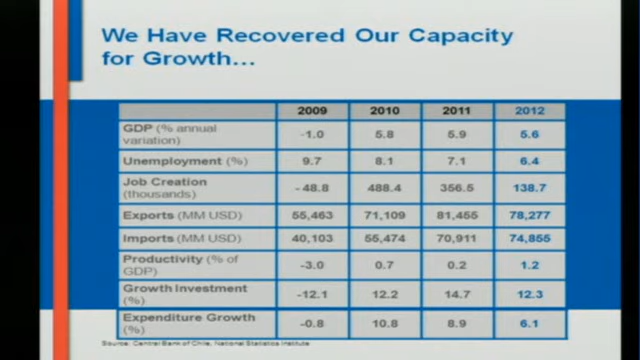 We Have Recovered Our Capacity
for Growth...
2009 2010 2011 2012
GDP (% annual
variation) -1.0 5.8 5.9 5.6
Unemployment (%) 9.7 8.1 7.1 6.4
Job Creation
(thousands) -48.8 488.4 356.5 138.7
Exports (MM USD) 55,463 71,109 81,455 78,277
Imports (MM USD) 40,103 55,474 70,911 74,855
Productivity (% of
GDP) -3.0 0.7 0.2 1.2
Growth Investment
(%) -12.1 12.2 14.7 12.3
Expenditure Growth
(%) -0.8 10.8 8.9 6.1
Source: Central Bank of Chile, National Statistics Institute